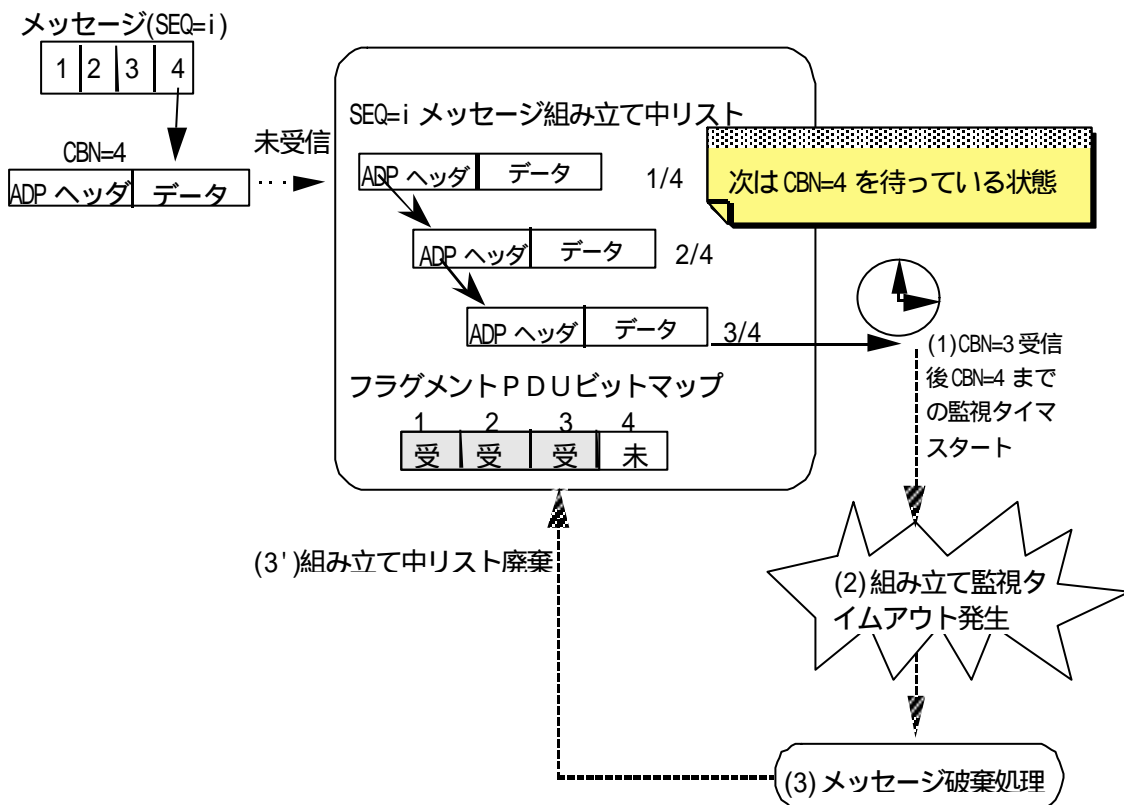 メッセージ(SEQ=i)
1 2 3 4
CBN=4
ADP ヘッダ データ
未受信
SEQ=i メッセージ組み立て中リスト
ADP ヘッダ データ 1/4
ADP ヘッダ データ 2/4
ADP ヘッダ データ 3/4
次は CBN=4 を待っている状態
フラグメントPDUビットマップ
1 2 3 4
受 受 受 未
(1)CBN=3 受信
後 CBN=4 まで
の監視タイマ
スタート
(2)組み立て監視タ
イムアウト発生
(3)メッセージ破棄処理
(3')組み立て中リスト廃棄